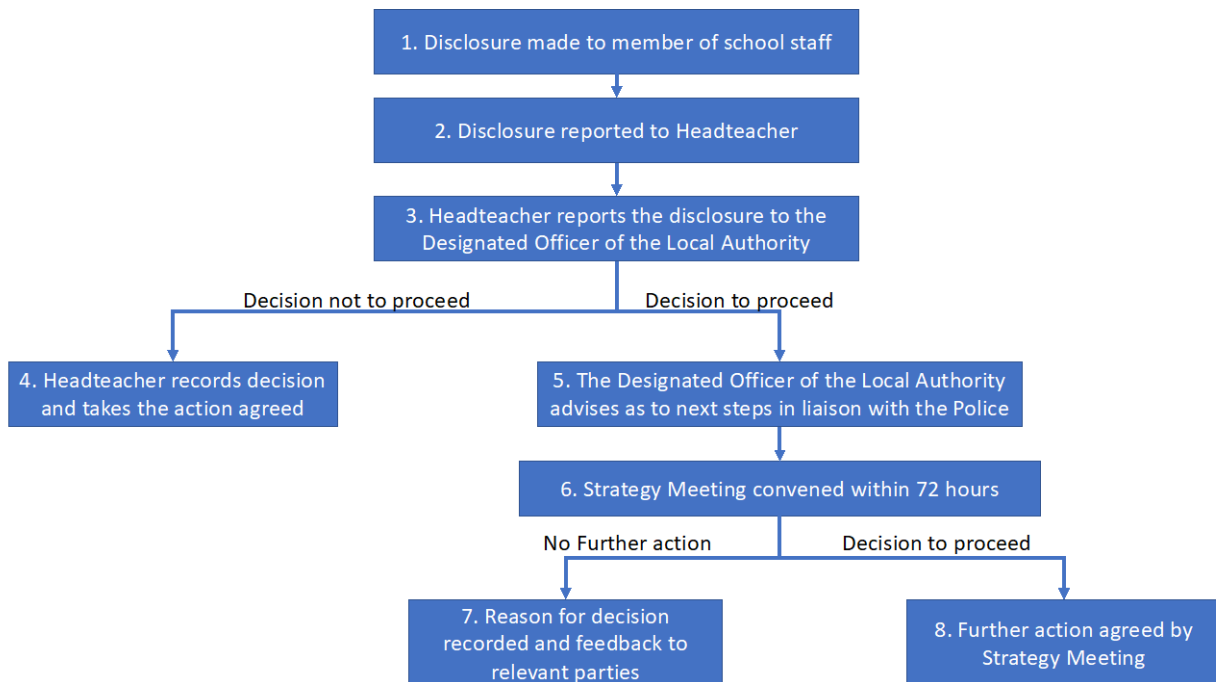 1. Disclosure made to member of school staff
2. Disclosure reported to Headteacher
3. Headteacher reports the disclosure to the
Designated Officer of the Local Authority
Decision not to proceed
Decision to proceed
4. Headteacher records decision
and takes the action agreed
5. The Designated Officer of the Local Authority
advises as to next steps in liaison with the Police
6. Strategy Meeting convened within 72 hours
No Further action
Decision to proceed
7. Reason for decision
recorded and feedback to
relevant parties
8. Further action agreed by
Strategy Meeting